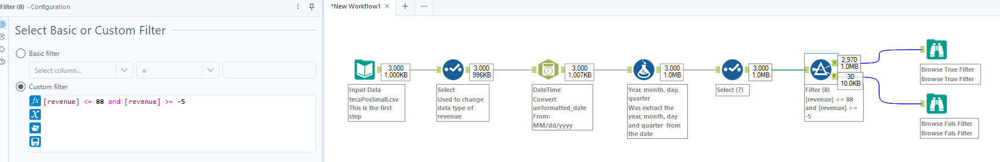 Filter (8) - Configuration
Select Basic or Custom Filter
Basic filter
Select column...
=
Custom filter
[revenue] <= 88 and [revenue] >= -5
*New Workflow1
3,000
1,000KB
Input Data
tecaPosSmall.csv
This is the first
step
3,000
996KB
Select
Used to change
data type of
revenue
3,000
1,007KB
DateTime
Convert
unformatted_date
From:
MM/dd/yyyy
3,000
1.0MB
Year, month, day,
quarter
Was extract the
year, month, day
and quarter from
the date
3,000
1.0MB
Select (7)
T
2,970
1.0MB
F
30
10.0KB
Filter (8)
[revenue] <= 88
and [revenue] >=
-5
Browse True Filter
Browse True Filter
Browse Fals Filter
Browse Fals Filter